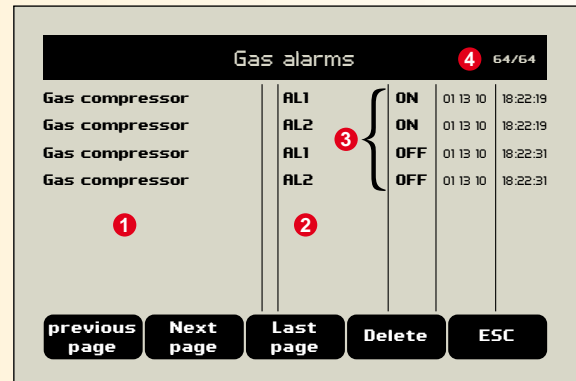 Gas alarms 4 64/64
Gas compressor AL1 ON 01 13 10 18:22:19
Gas compressor AL2 ON 01 13 10 18:22:19
3
Gas compressor AL1 OFF 01 13 10 18:22:31
Gas compressor AL2 OFF 01 13 10 18:22:31
1 2
previous page
Next page
Last page
Delete
ESC